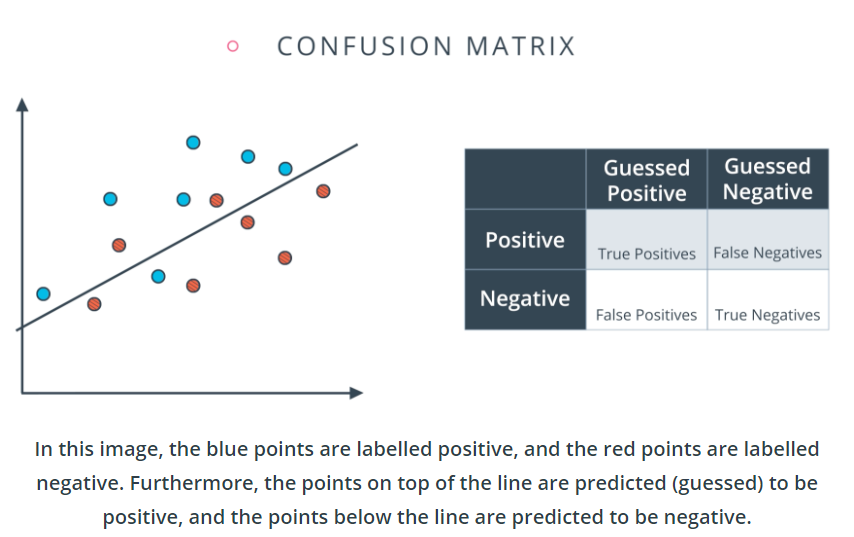 CONFUSION MATRIX
Guessed Positive
Guessed Negative
Positive
True Positives
False Negatives
Negative
False Positives
True Negatives
In this image, the blue points are labelled positive, and the red points are labelled
negative. Furthermore, the points on top of the line are predicted (guessed) to be
positive, and the points below the line are predicted to be negative.